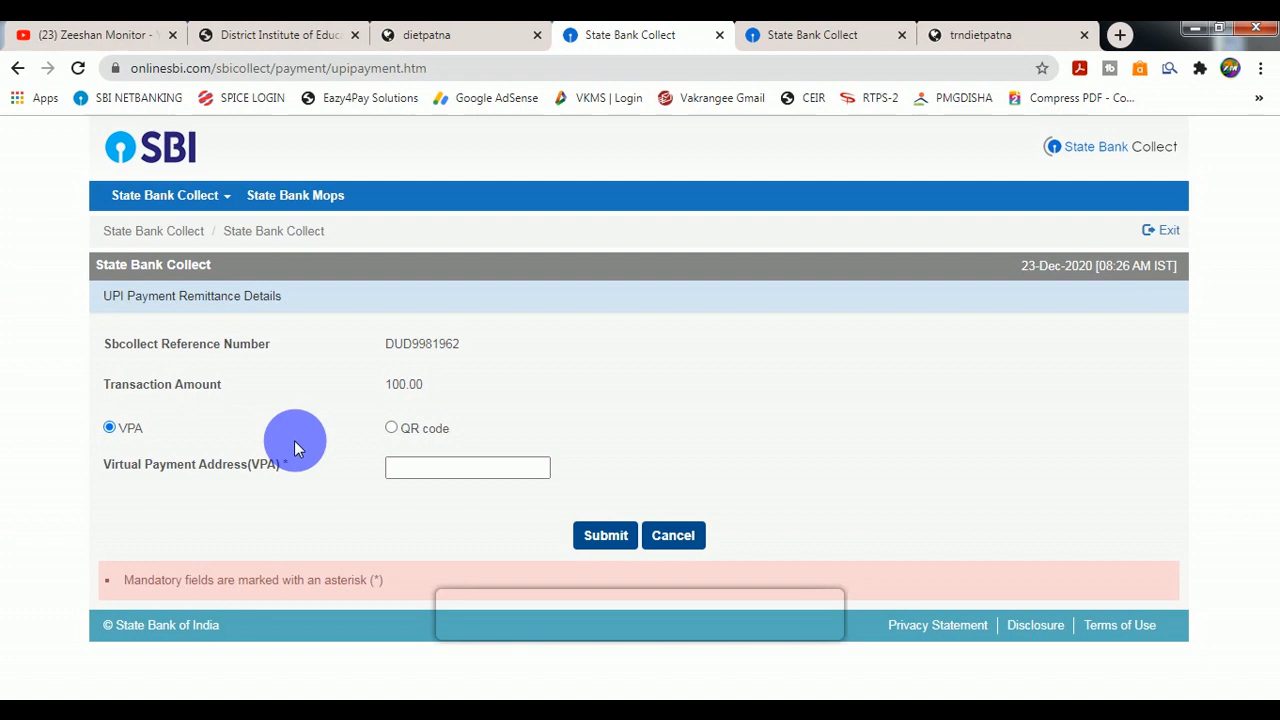 (23) Zeeshan Monitor - District Institute of Educ dietpatna State Bank Collect State Bank Collect trndietpatna
onlinesbi.com/sbicollect/payment/upipayment.htm
Apps SBI NETBANKING SPICE LOGIN Eazy4Pay Solutions Google AdSense VKMS | Login Vakrangee Gmail CEIR RTPS-2 PMGDISHA Compress PDF - Co... »
SBI State Bank Collect
State Bank Collect State Bank Mops
State Bank Collect / State Bank Collect Exit
State Bank Collect 23-Dec-2020 [08:26 AM IST]
UPI Payment Remittance Details
Sbcollect Reference Number DUD9981962
Transaction Amount 100.00
VPA QR code
Virtual Payment Address(VPA) *
Submit Cancel
Mandatory fields are marked with an asterisk (*)
© State Bank of India Privacy Statement Disclosure Terms of Use